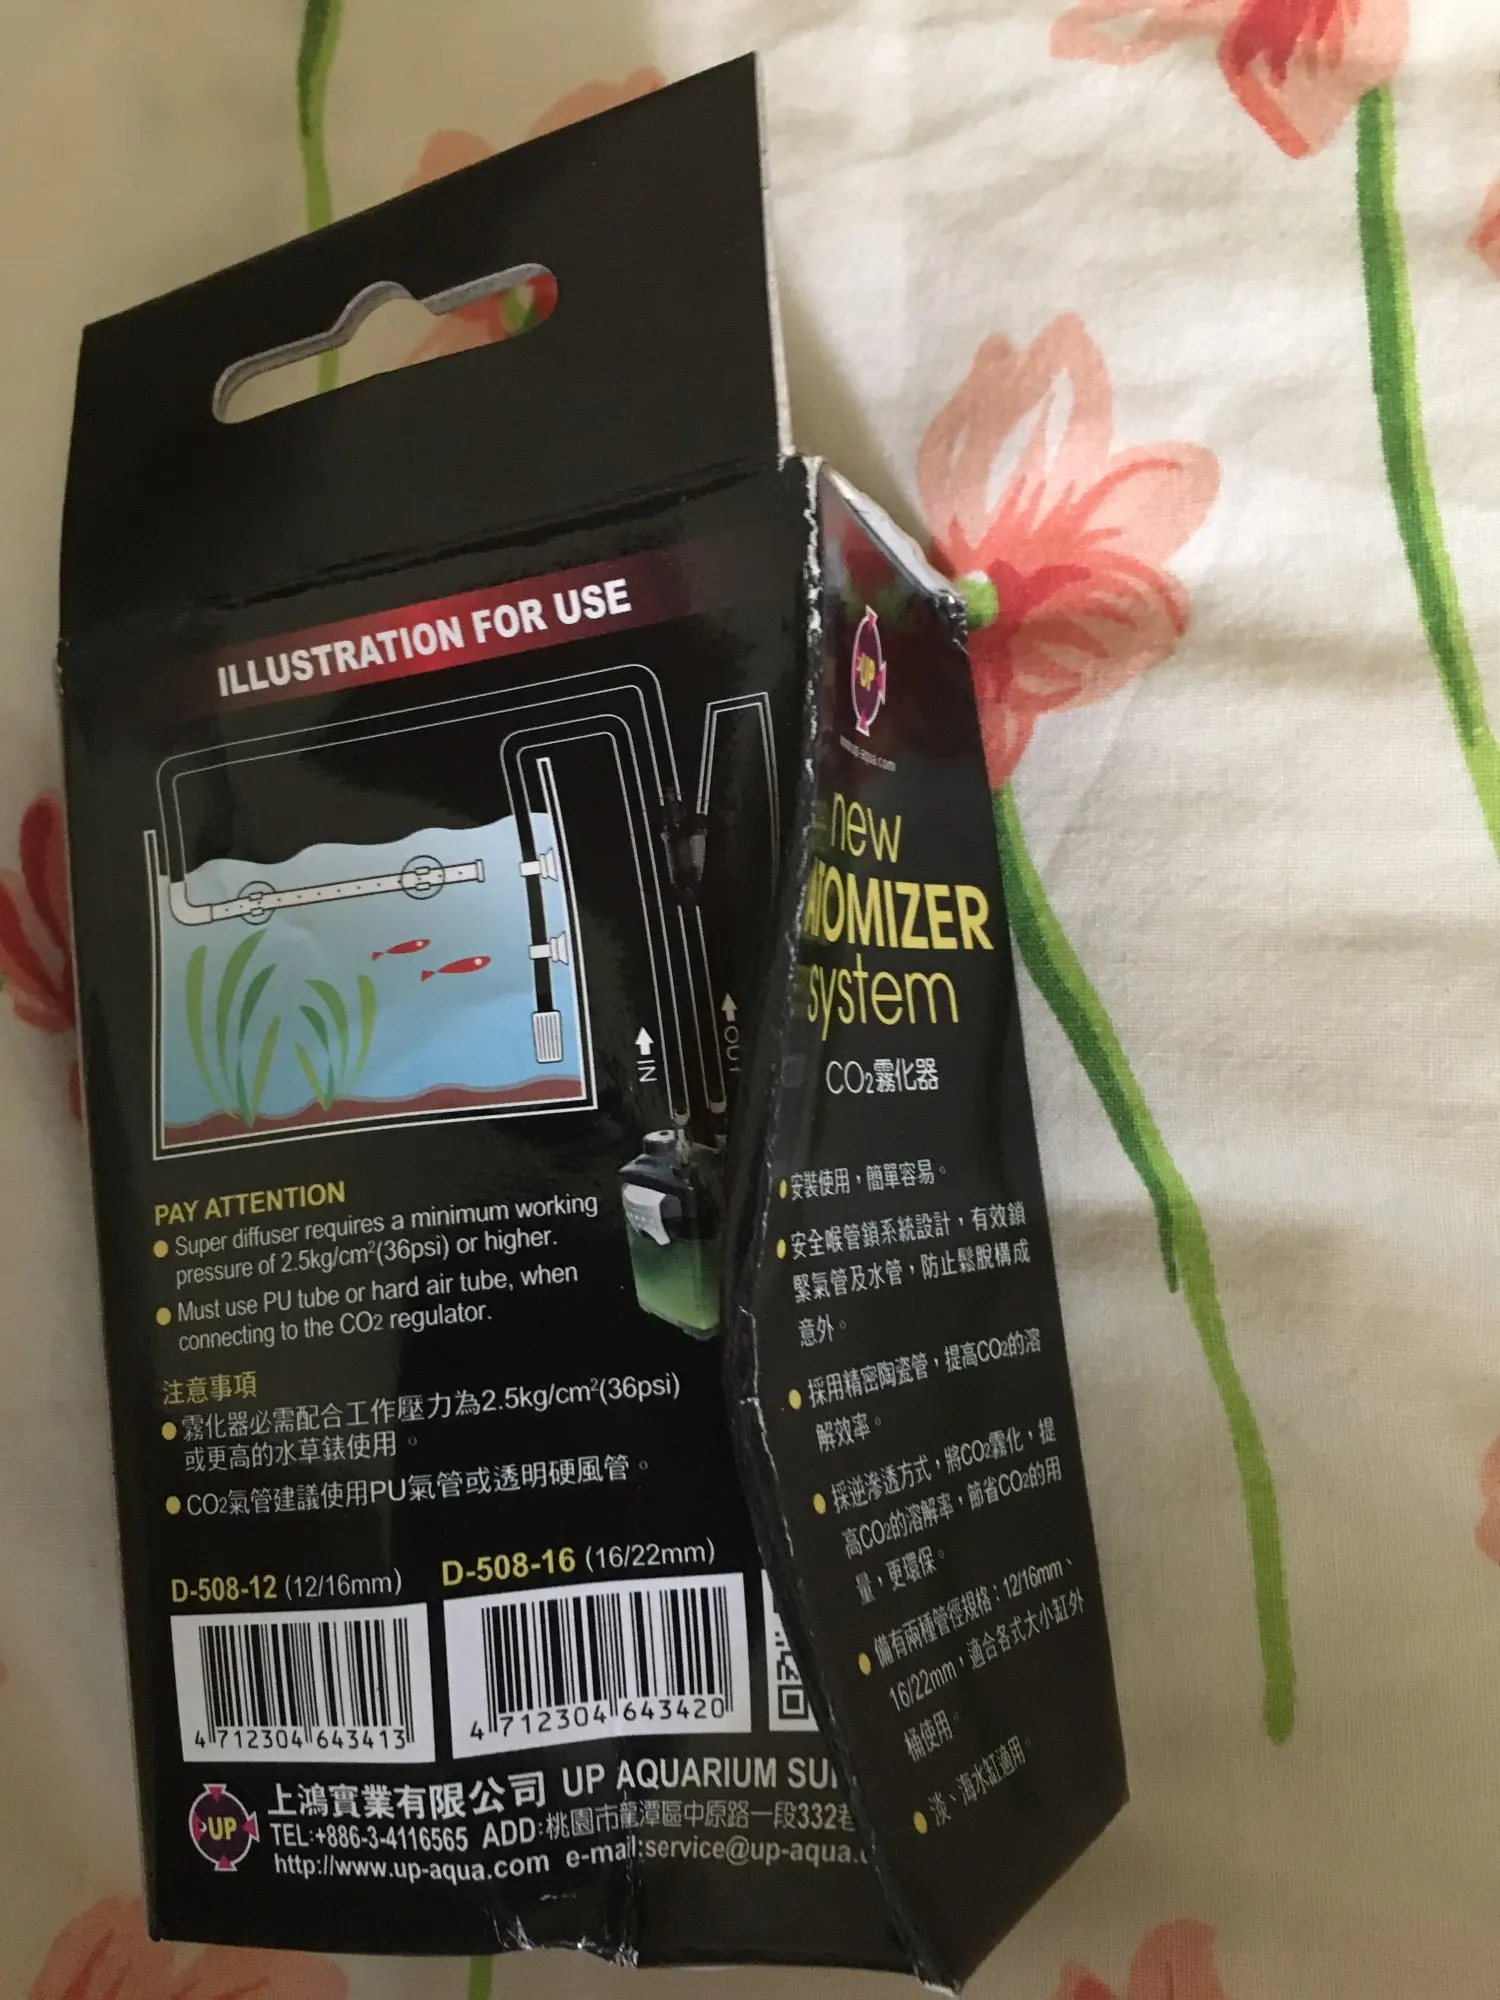 ILLUSTRATION FOR USE
IN
PAY ATTENTION
Super diffuser requires a minimum working
pressure of 2.5kg/cm²(36psi) or higher.
Must use PU tube or hard air tube, when
connecting to the CO2 regulator.
注意事項
霧化器必需配合工作壓力為2.5kg/cm²(36psi)
或更高的水草錶使用。
CO2氣管建議使用PU氣管或透明硬風管。
D-508-12 (12/16mm)
D-508-16 (16/22mm)
4 712304 643413
4 712304 643420
UP
上鴻實業有限公司 UP AQUARIUM
TEL:+886-3-4116565 ADD:桃園市龍潭區中原路一段332巷
http://www.up-aqua.com e-mail:service@up-aqua.
UP
www.up-aqua.com
new
ATOMIZER
system
CO2霧化器
安裝使用，簡單容易。
安全喉管鎖系統設計，有效鎖
緊氣管及水管，防止鬆脫構成
意外。
採用精密陶瓷管，提高CO2的溶
解效率。
採逆滲透方式，將CO2霧化，提
高CO2的溶解率，節省CO2的用
量，更環保。
備有兩種管徑規格：12/16mm、
16/22mm，適合各式大小缸外
桶使用。
淡、海水缸適用。